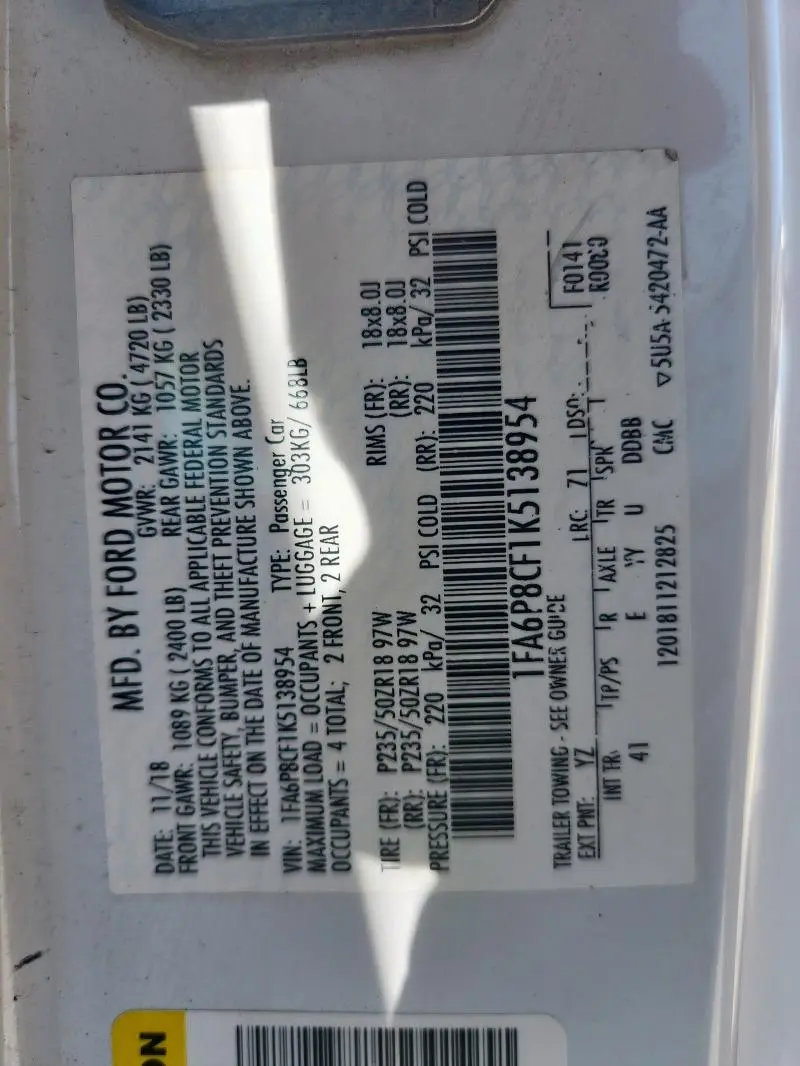 MFD. BY FORD MOTOR CO.
DATE: 11/18 GVWR: 2141 KG ( 4720 LB)
FRONT GAWR: 1089 KG ( 2400 LB) REAR GAWR: 1057 KG ( 2330 LB)
THIS VEHICLE CONFORMS TO ALL APPLICABLE FEDERAL MOTOR
VEHICLE SAFETY, BUMPER, AND THEFT PREVENTION STANDARDS
IN EFFECT ON THE DATE OF MANUFACTURE SHOWN ABOVE.
VIN: 1FA6P8CF1K5138954 TYPE: Passenger Car
MAXIMUM LOAD = OCCUPANTS + LUGGAGE = 303KG/ 668LB
OCCUPANTS = 4 TOTAL; 2 FRONT, 2 REAR
TIRE (FR): P235/50ZR18 97W RIMS (FR): 18x8.0J
(RR): P235/50ZR18 97W (RR): 18x8.0J
PRESSURE (FR): 220 kPa/ 32 PSI COLD (RR): 220 kPa/ 32 PSI COLD
1FA6P8CF1K5138954
TRAILER TOWING - SEE OWNER GUIDE
EXT PNT: YZ LRC: 71 LDSO: F0141
INT TR TP/PS R AXLE TR SPR
41 E YY U DDBB
1201811212825 CMC ▽5U5A-5420472-AA
ON